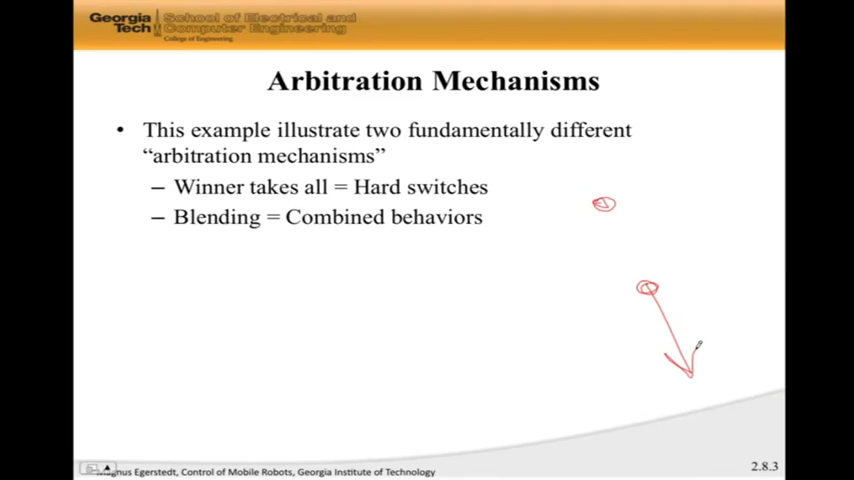 Georgia Tech
School of Electrical and
Computer Engineering
College of Engineering
Arbitration Mechanisms
• This example illustrate two fundamentally different
“arbitration mechanisms”
– Winner takes all = Hard switches
– Blending = Combined behaviors
Magnus Egerstedt, Control of Mobile Robots, Georgia Institute of Technology
2.8.3